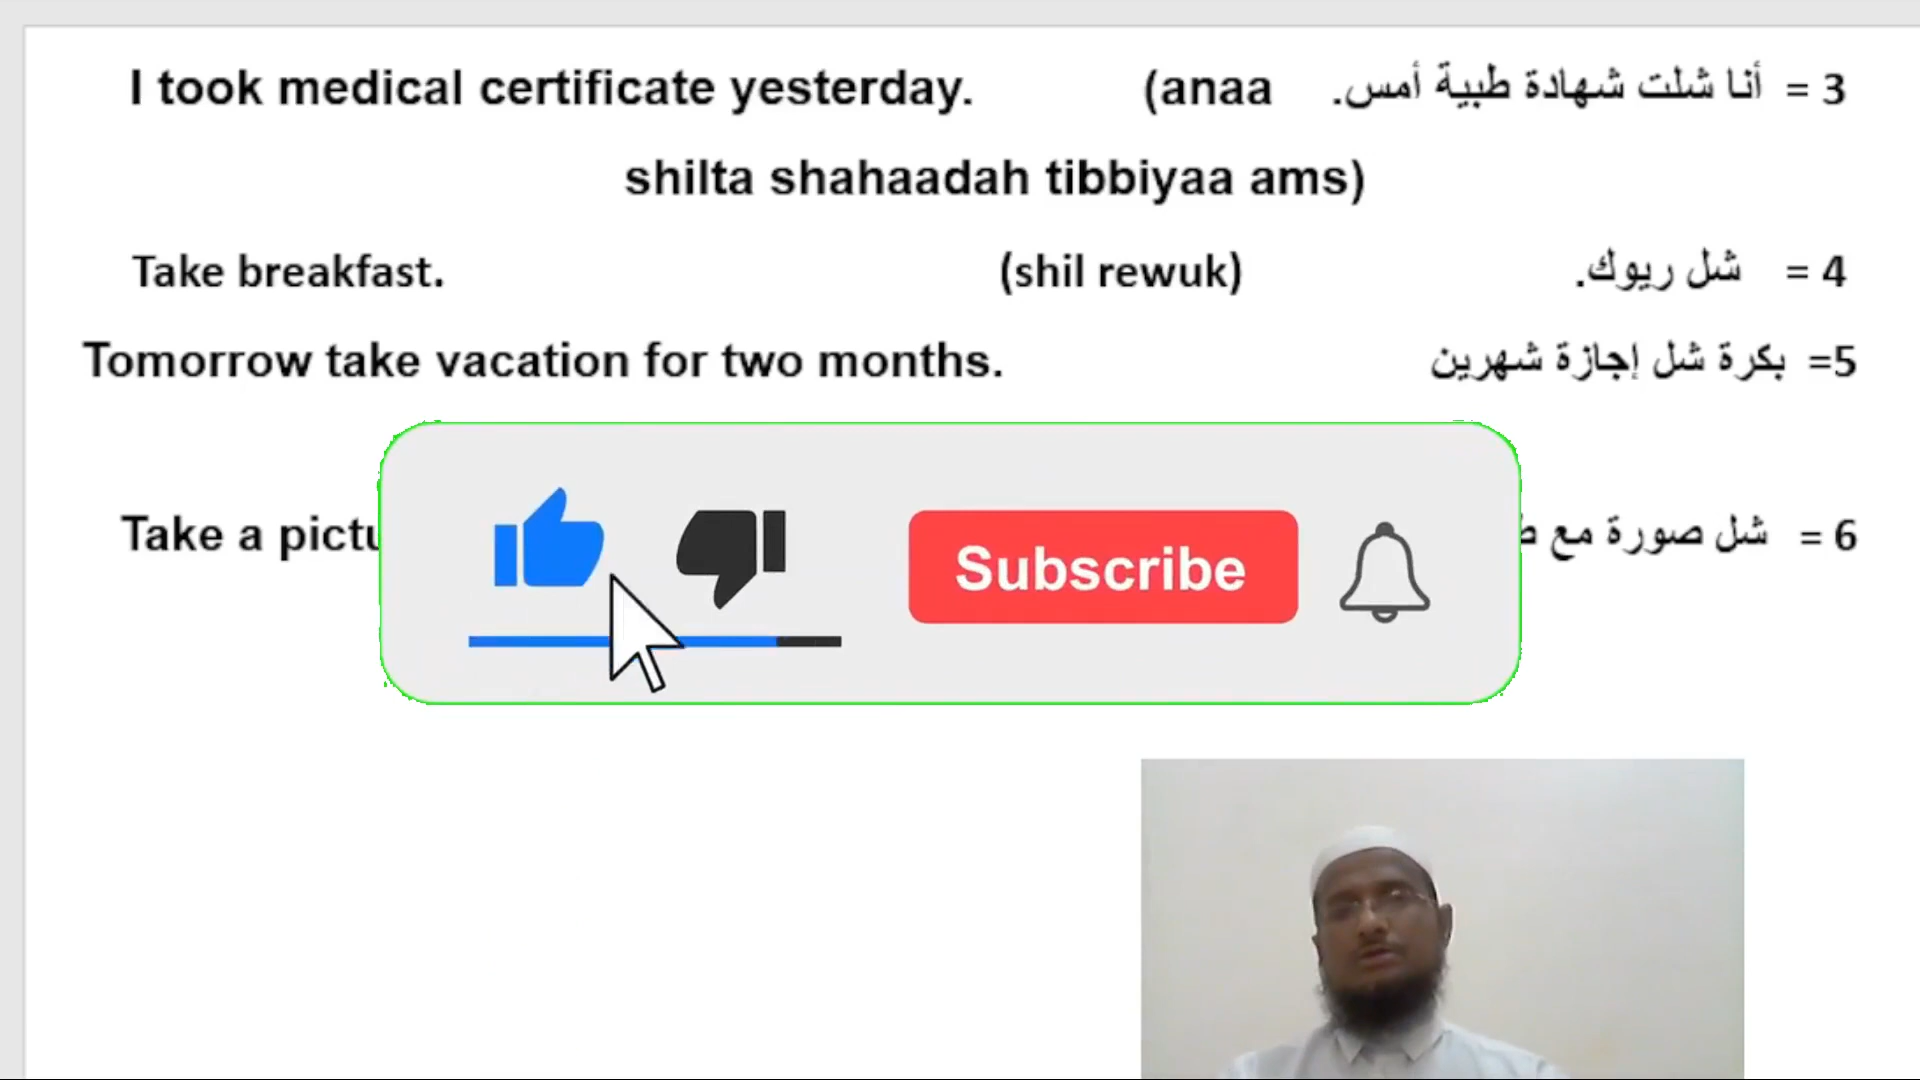 I took medical certificate yesterday. (anaa أنا شلت شهادة طبية أمس. = 3
shilta shahaadah tibbiyaa ams)
Take breakfast. (shil rewuk) شل ريوك. = 4
Tomorrow take vacation for two months. بكرة شل إجازة شهرين =5
Take a شل صورة مع = 6
Subscribe